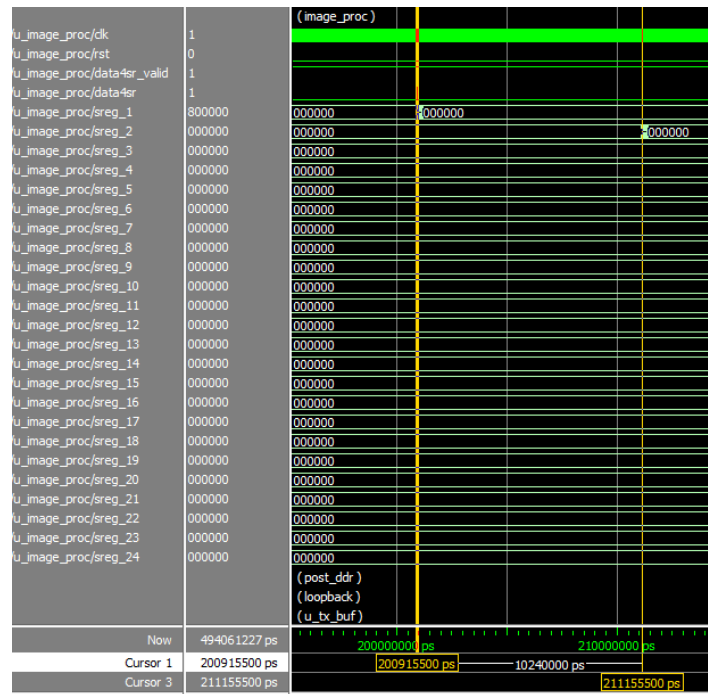 (image_proc)
/u_image_proc/clk 1
/u_image_proc/rst 0
/u_image_proc/data4sr_valid 1
/u_image_proc/data4sr 1
/u_image_proc/sreg_1 800000 000000 000000
/u_image_proc/sreg_2 000000 000000 000000
/u_image_proc/sreg_3 000000 000000
/u_image_proc/sreg_4 000000 000000
/u_image_proc/sreg_5 000000 000000
/u_image_proc/sreg_6 000000 000000
/u_image_proc/sreg_7 000000 000000
/u_image_proc/sreg_8 000000 000000
/u_image_proc/sreg_9 000000 000000
/u_image_proc/sreg_10 000000 000000
/u_image_proc/sreg_11 000000 000000
/u_image_proc/sreg_12 000000 000000
/u_image_proc/sreg_13 000000 000000
/u_image_proc/sreg_14 000000 000000
/u_image_proc/sreg_15 000000 000000
/u_image_proc/sreg_16 000000 000000
/u_image_proc/sreg_17 000000 000000
/u_image_proc/sreg_18 000000 000000
/u_image_proc/sreg_19 000000 000000
/u_image_proc/sreg_20 000000 000000
/u_image_proc/sreg_21 000000 000000
/u_image_proc/sreg_22 000000 000000
/u_image_proc/sreg_23 000000 000000
/u_image_proc/sreg_24 000000 000000
(post_ddr)
(loopback)
(u_tx_buf)
Now 494061227 ps 200000000 ps 210000000 ps
Cursor 1 200915500 ps 200915500 ps 10240000 ps
Cursor 3 211155500 ps 211155500 ps